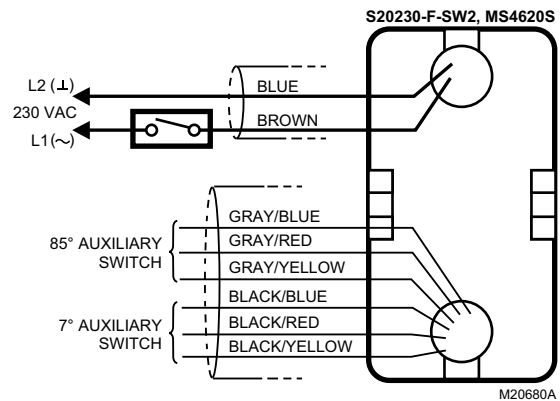 S20230-F-SW2, MS4620S
L2 (⊥)
BLUE
230 VAC
BROWN
L1(~)
GRAY/BLUE
85° AUXILIARY
SWITCH
GRAY/RED
GRAY/YELLOW
BLACK/BLUE
7° AUXILIARY
SWITCH
BLACK/RED
BLACK/YELLOW
M20680A